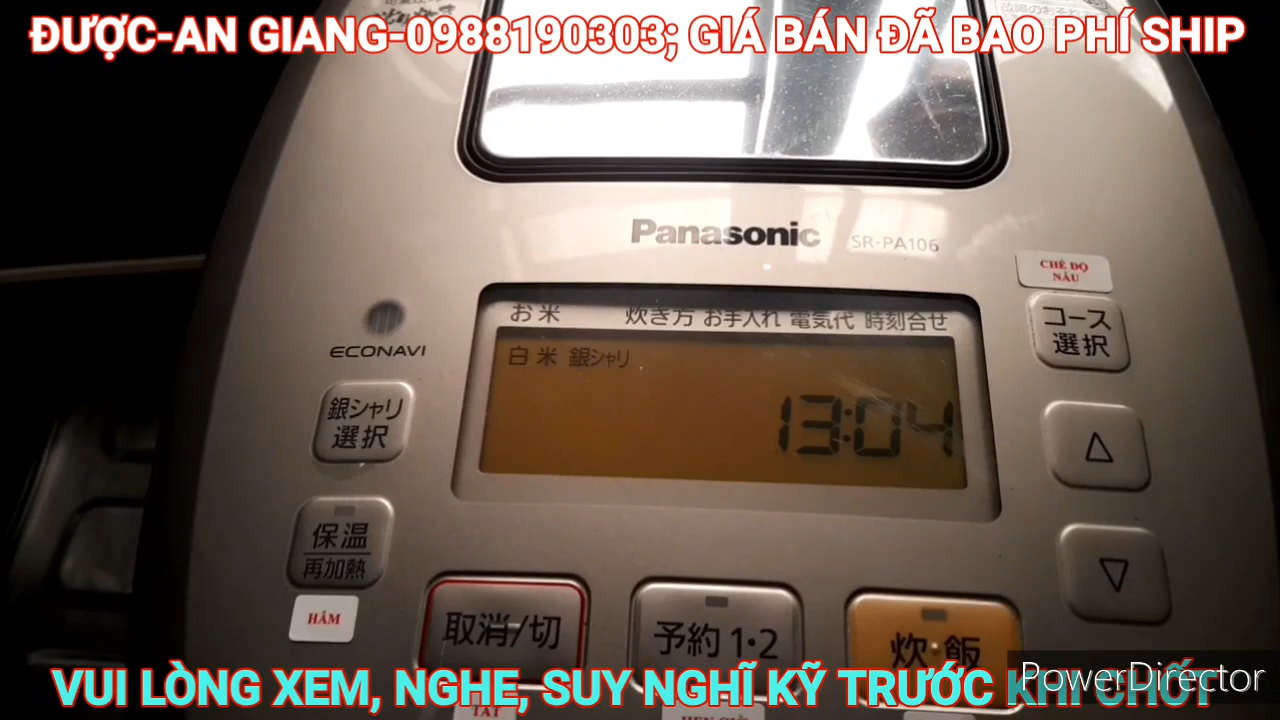 ĐƯỢC-AN GIANG-0988190303; GIÁ BÁN ĐÃ BAO PHÍ SHIP
Panasonic SR-PA106
CHẾ ĐỘ
NẤU
お米 炊き方 お手入れ 電気代 時刻合せ
コース
選択
ECONAVI
白米 銀シャリ
13:04
銀シャリ
選択
△
保温
再加熱
▽
HÂM
取消/切
予約1・2
炊飯
VUI LÒNG XEM, NGHE, SUY NGHĨ KỸ TRƯỚC KHI CHỐT
PowerDirector
TẮT
HẸN GIỜ